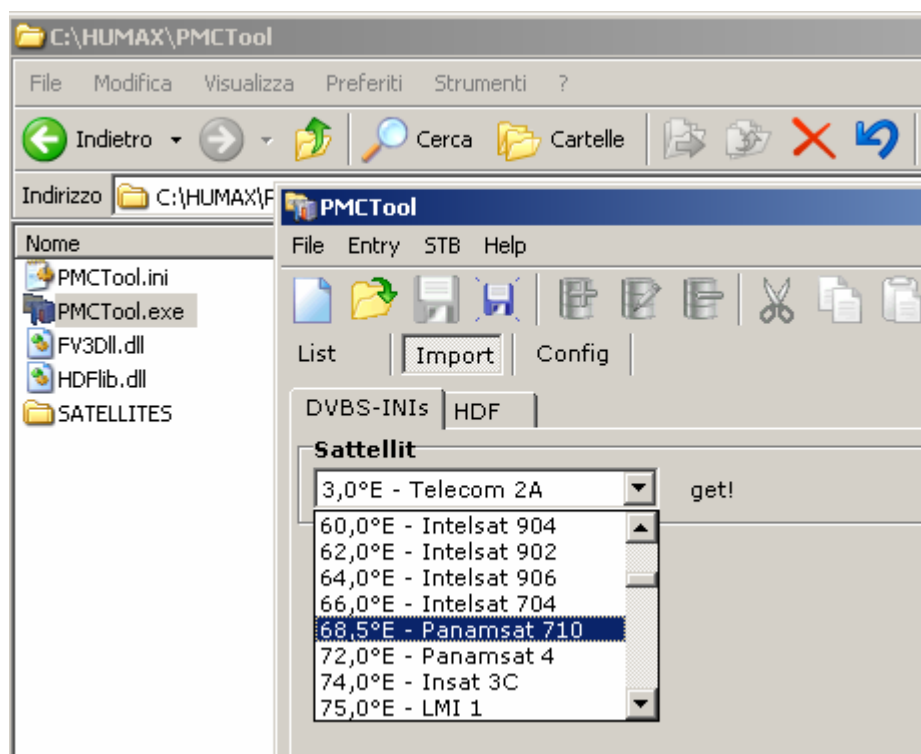 C:\HUMAX\PMCTool
File Modifica Visualizza Preferiti Strumenti ?
Indietro Cerca Cartelle
Indirizzo C:\HUMAX\P
PMCTool
Nome
File Entry STB Help
PMCTool.ini
PMCTool.exe
FV3Dll.dll
HDFlib.dll
SATELLITES
List Import Config
DVBS-INIs HDF
Sattellit
3,0°E - Telecom 2A get!
60,0°E - Intelsat 904
62,0°E - Intelsat 902
64,0°E - Intelsat 906
66,0°E - Intelsat 704
68,5°E - Panamsat 710
72,0°E - Panamsat 4
74,0°E - Insat 3C
75,0°E - LMI 1